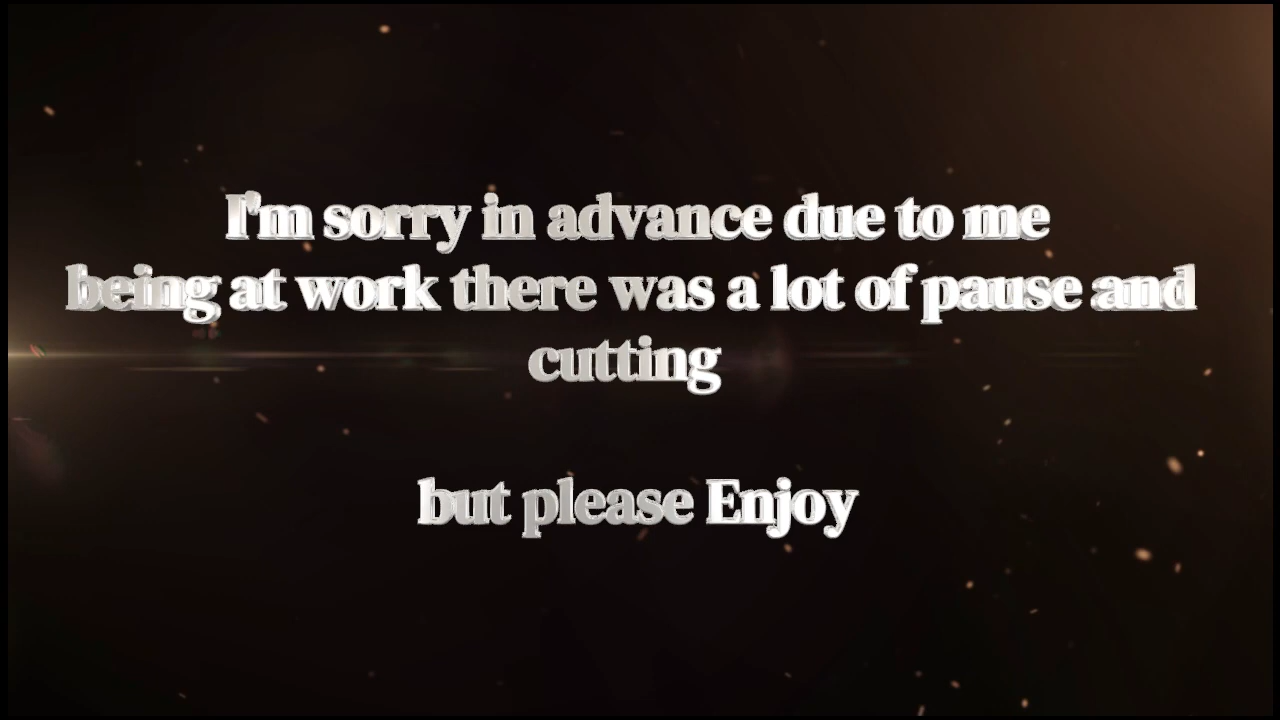 I'm sorry in advance due to me
being at work there was a lot of pause and
cutting
but please Enjoy